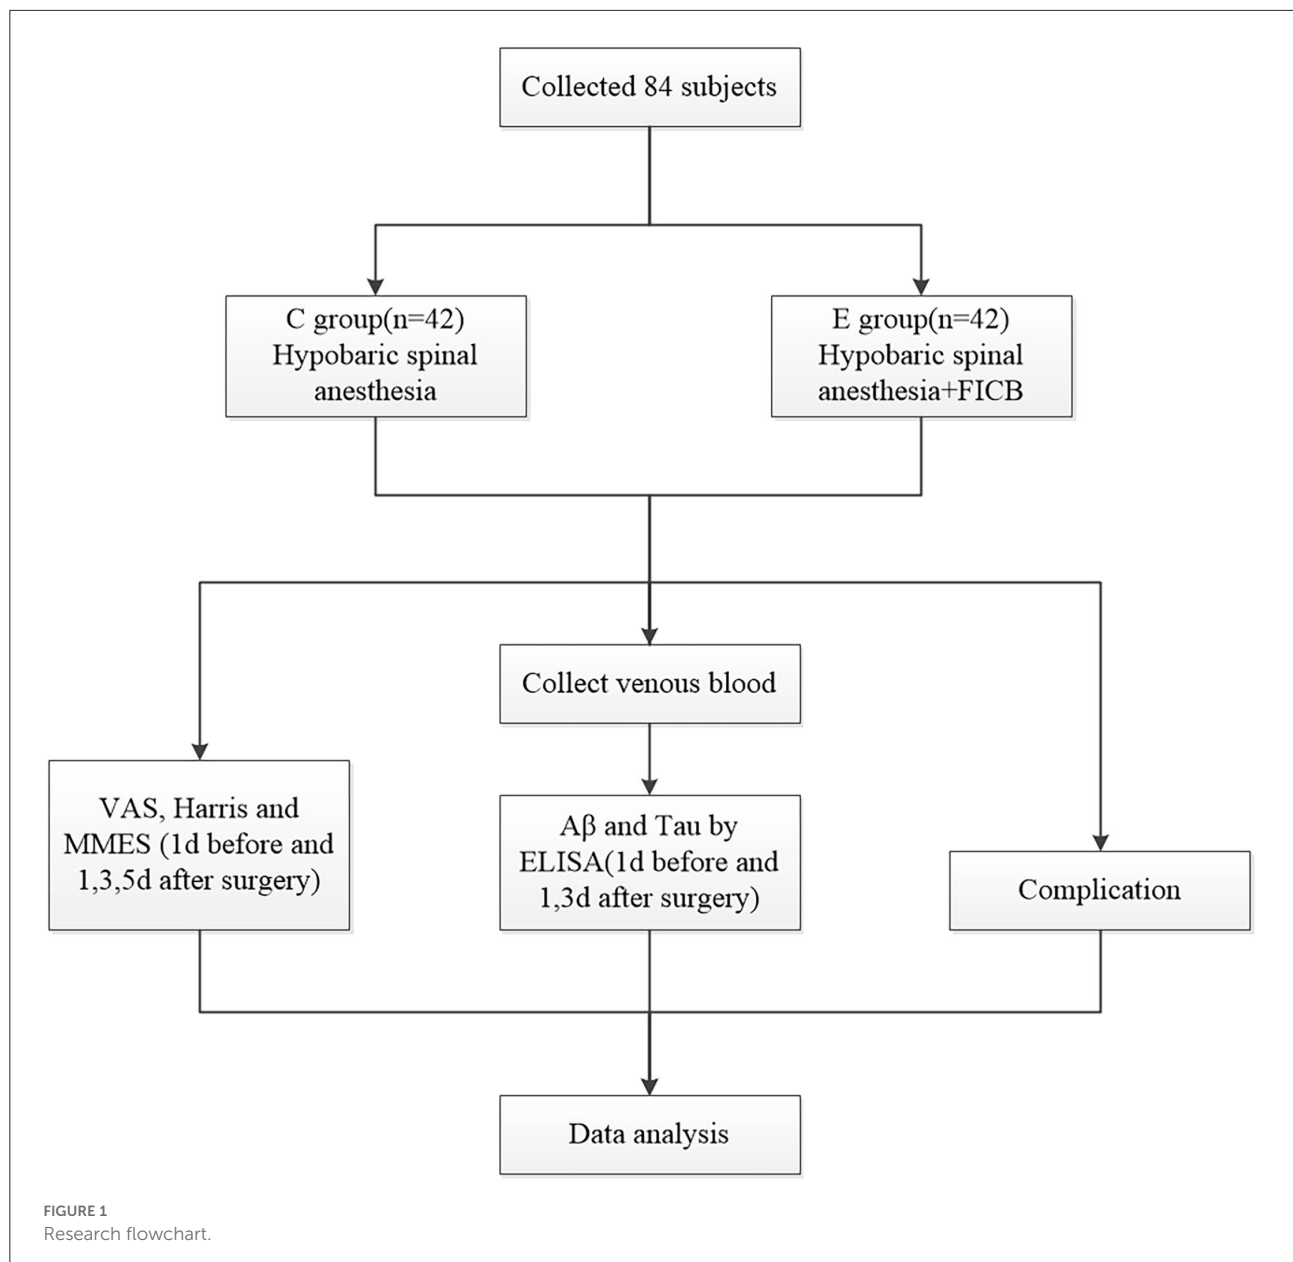 Collected 84 subjects
C group(n=42)
Hypobaric spinal
anesthesia
E group(n=42)
Hypobaric spinal
anesthesia+FICB
Collect venous blood
VAS, Harris and
MMES (1d before and
1,3,5d after surgery)
Aβ and Tau by
ELISA(1d before and
1,3d after surgery)
Complication
Data analysis
FIGURE 1
Research flowchart.